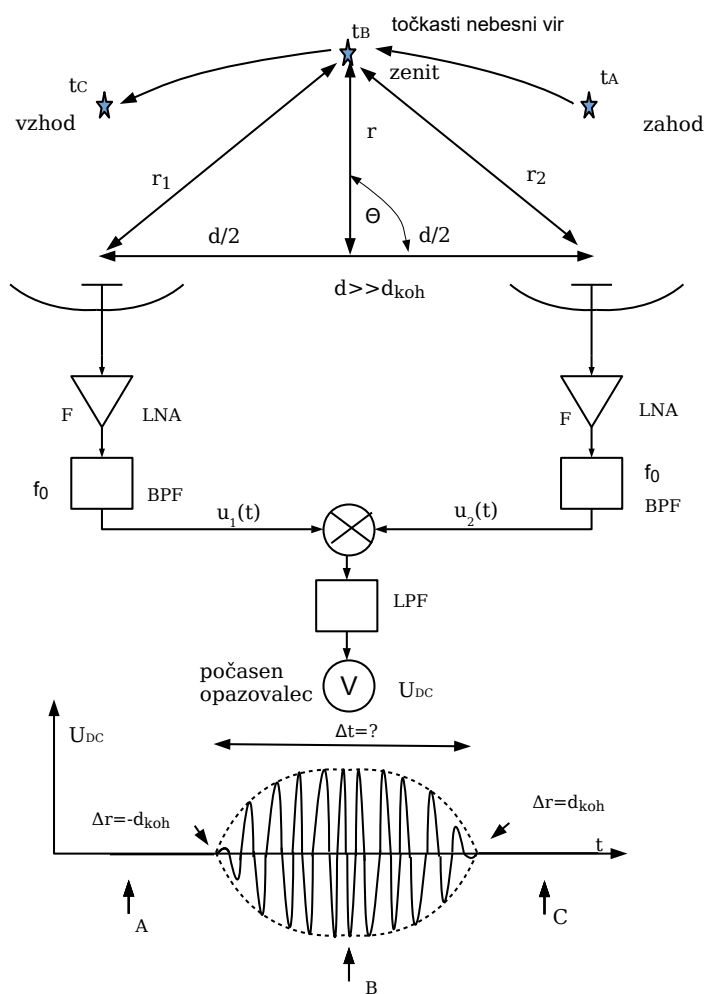 točkasti nebesni vir
tB
zenit
tC
tA
vzhod
zahod
r
r1
r2
Θ
d/2
d/2
d>>dkoh
F
LNA
F
LNA
f0
BPF
f0
BPF
u1(t)
u2(t)
LPF
počasen
opazovalec
V
UDC
UDC
Δt=?
Δr=-dkoh
Δr=dkoh
t
A
B
C